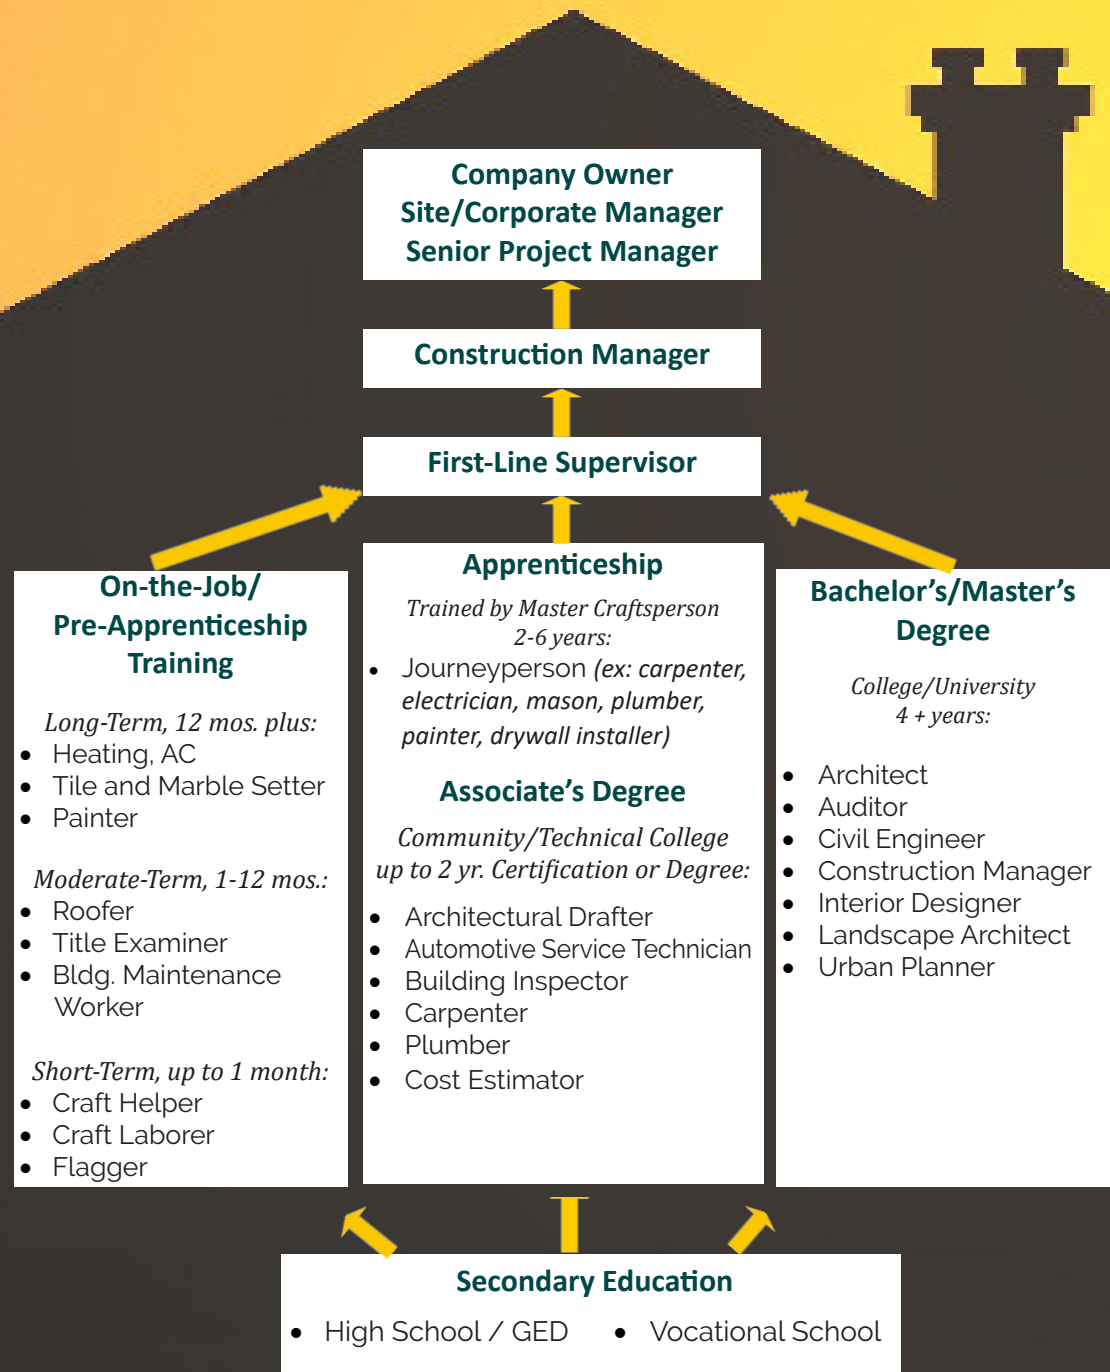 Company Owner
Site/Corporate Manager
Senior Project Manager
Construction Manager
First-Line Supervisor
On-the-Job/
Pre-Apprenticeship
Training
Long-Term, 12 mos. plus:
• Heating, AC
• Tile and Marble Setter
• Painter
Moderate-Term, 1-12 mos.:
• Roofer
• Title Examiner
• Bldg. Maintenance
Worker
Short-Term, up to 1 month:
• Craft Helper
• Craft Laborer
• Flagger
Apprenticeship
Trained by Master Craftsperson
2-6 years:
• Journeyperson (ex: carpenter,
electrician, mason, plumber,
painter, drywall installer)
Associate's Degree
Community/Technical College
up to 2 yr. Certification or Degree:
• Architectural Drafter
• Automotive Service Technician
• Building Inspector
• Carpenter
• Plumber
• Cost Estimator
Bachelor's/Master's
Degree
College/University
4 + years:
• Architect
• Auditor
• Civil Engineer
• Construction Manager
• Interior Designer
• Landscape Architect
• Urban Planner
Secondary Education
• High School / GED • Vocational School